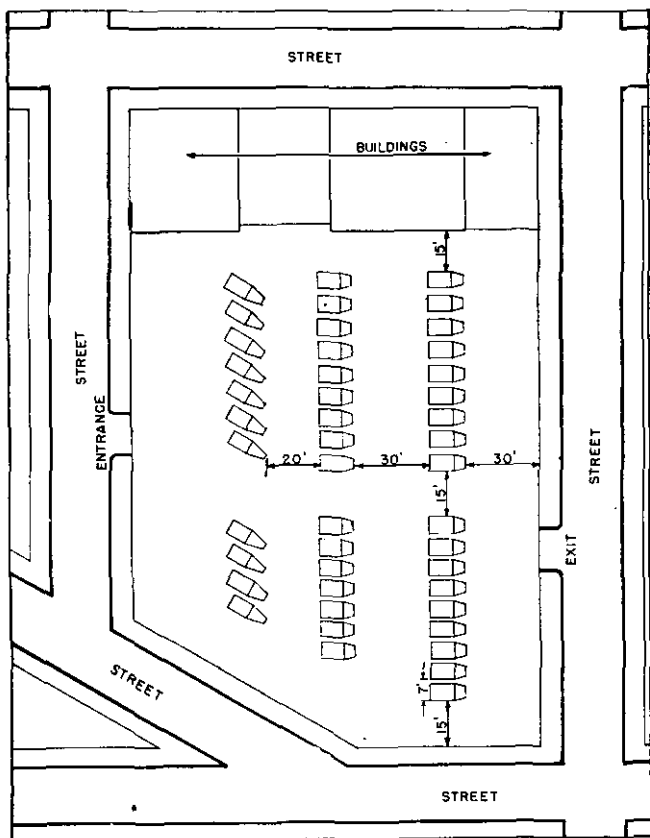 STREET
BUILDINGS
15'
STREET
ENTRANCE
20'
30'
30'
15'
STREET
EXIT
7'
STREET
15'
STREET